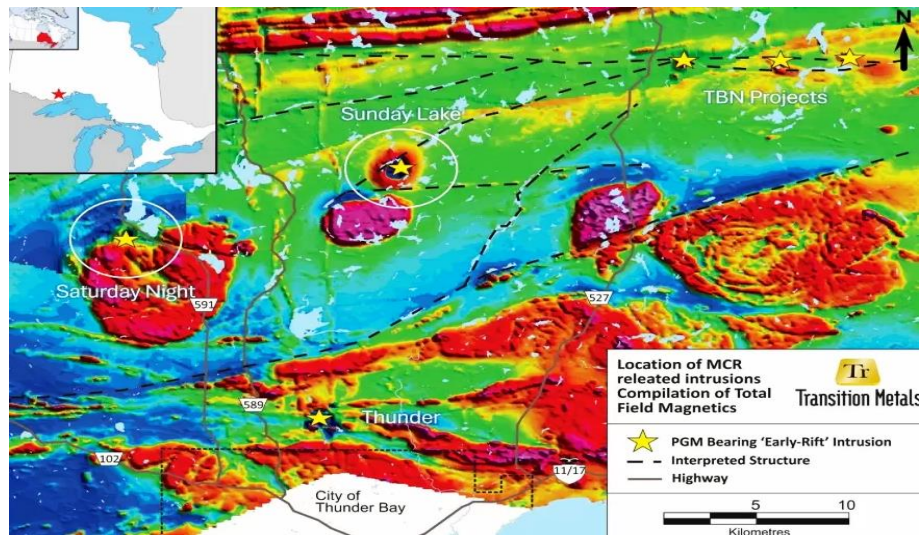 N
Sunday Lake
TBN Projects
Saturday Night
591
527
589
Thunder
102
11/17
City of
Thunder Bay
Location of MCR
releated intrusions
Compilation of Total
Field Magnetics
Tr
Transition Metals
PGM Bearing 'Early-Rift' Intrusion
Interpreted Structure
Highway
5
10
Kilometres